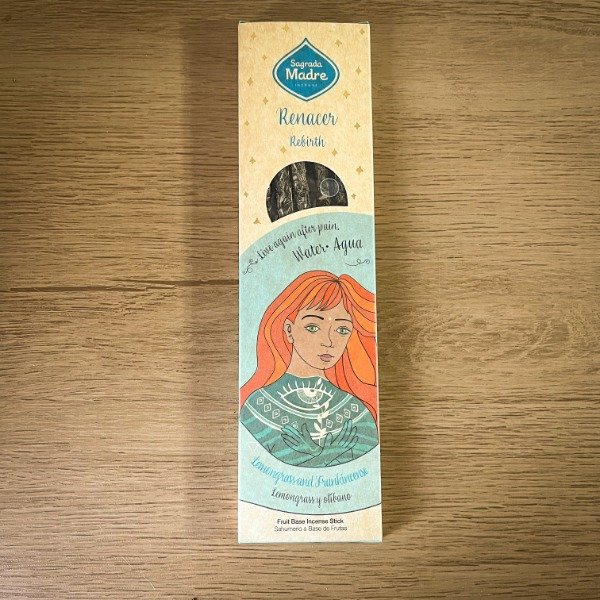 Sagrada
Madre
INCENSE
Renacer
Rebirth
Live again after pain.
Water • Agua
Lemongrass and Frankincense
Lemongrass y olíbano
Fruit Base Incense Stick
Sahumerio a Base de Frutas